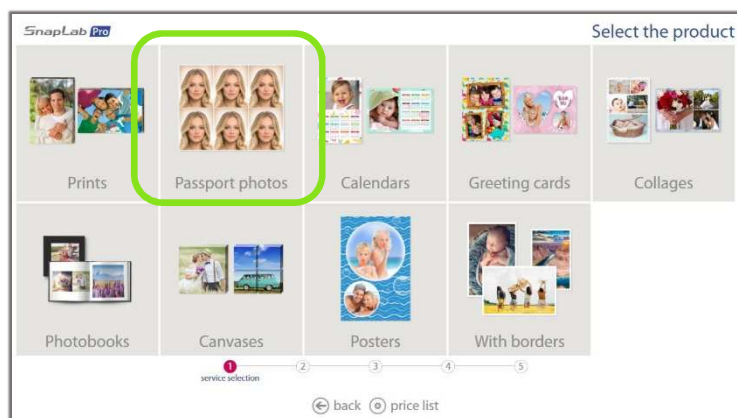 SnapLab Pro
Select the product
Prints
Passport photos
Calendars
Greeting cards
Collages
Photobooks
Canvases
Posters
With borders
1 2 3 4 5
service selection
back price list